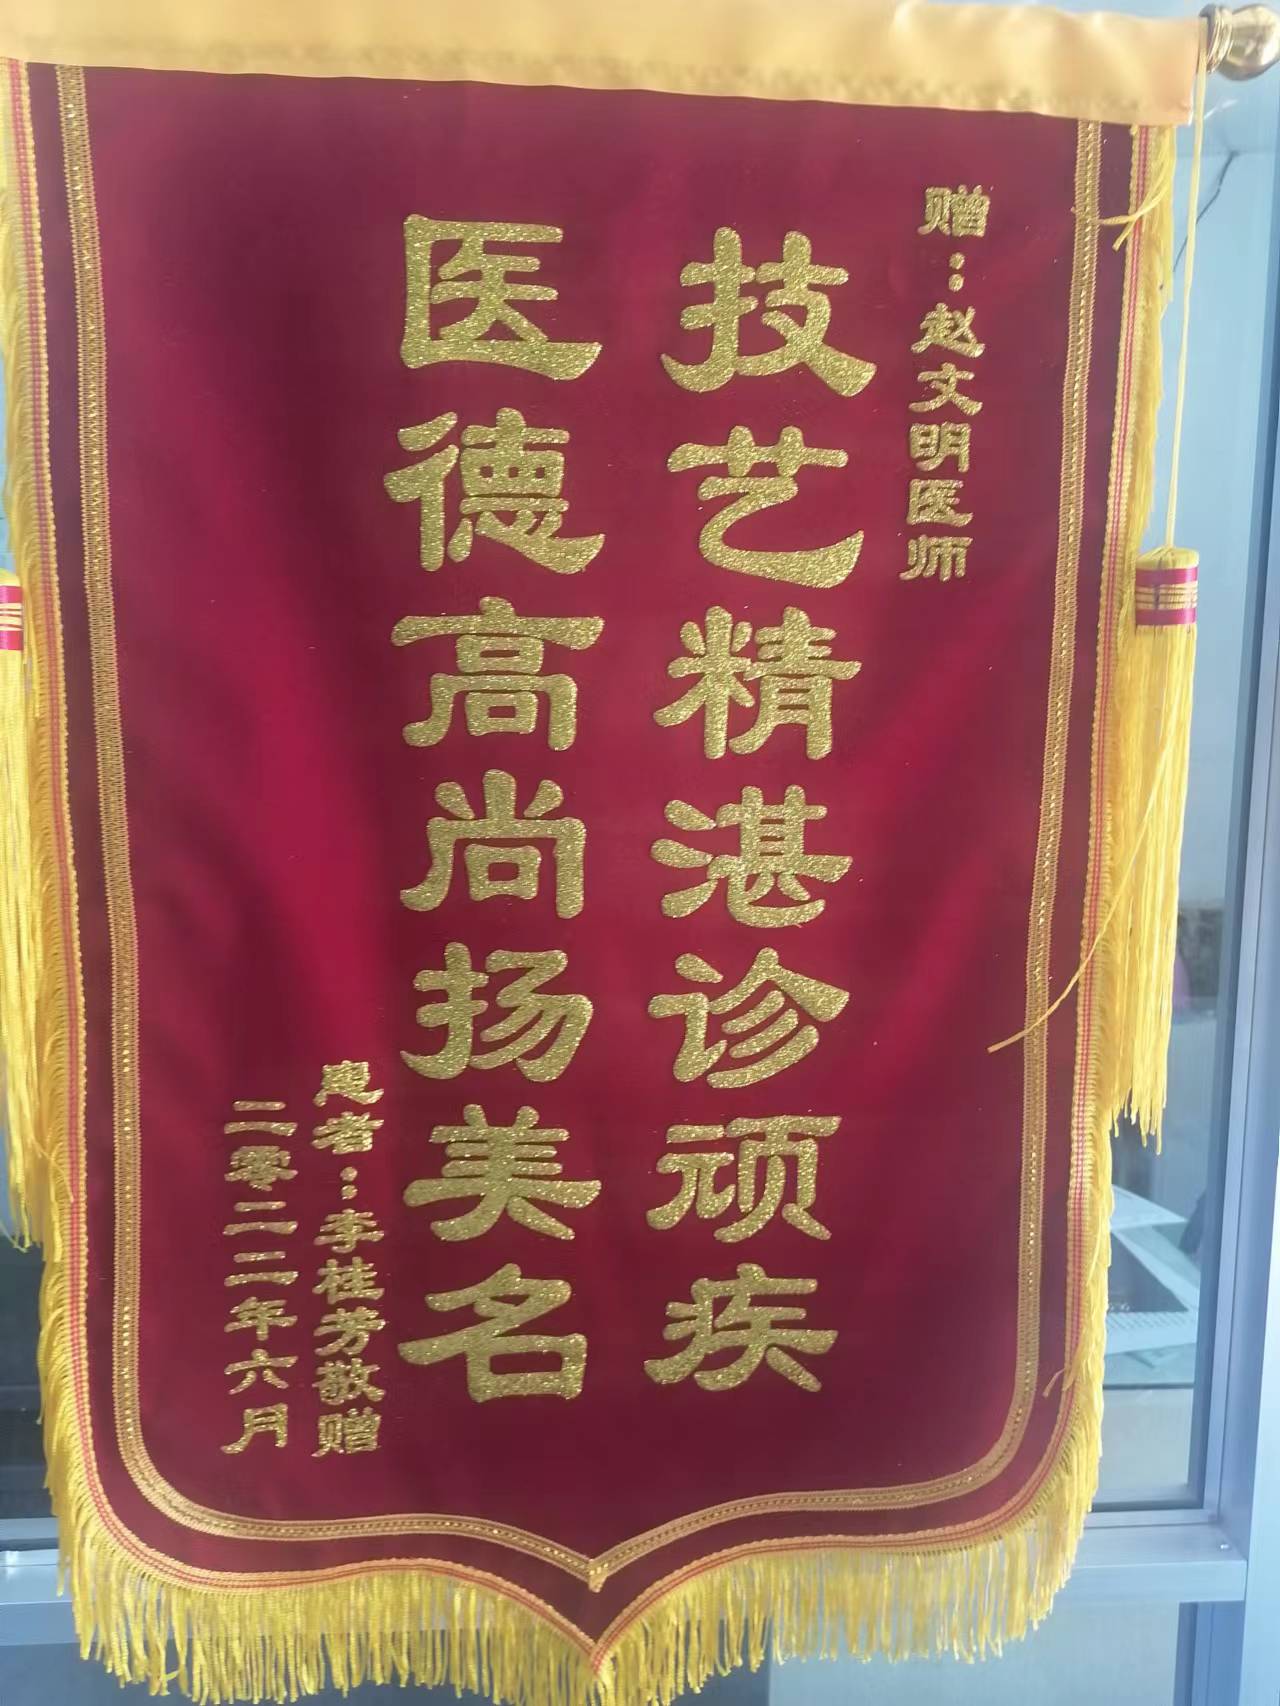 赠：赵文明医师
技艺精湛诊顽疾
医德高尚扬美名
患者：李桂芳敬赠
二零二二年六月